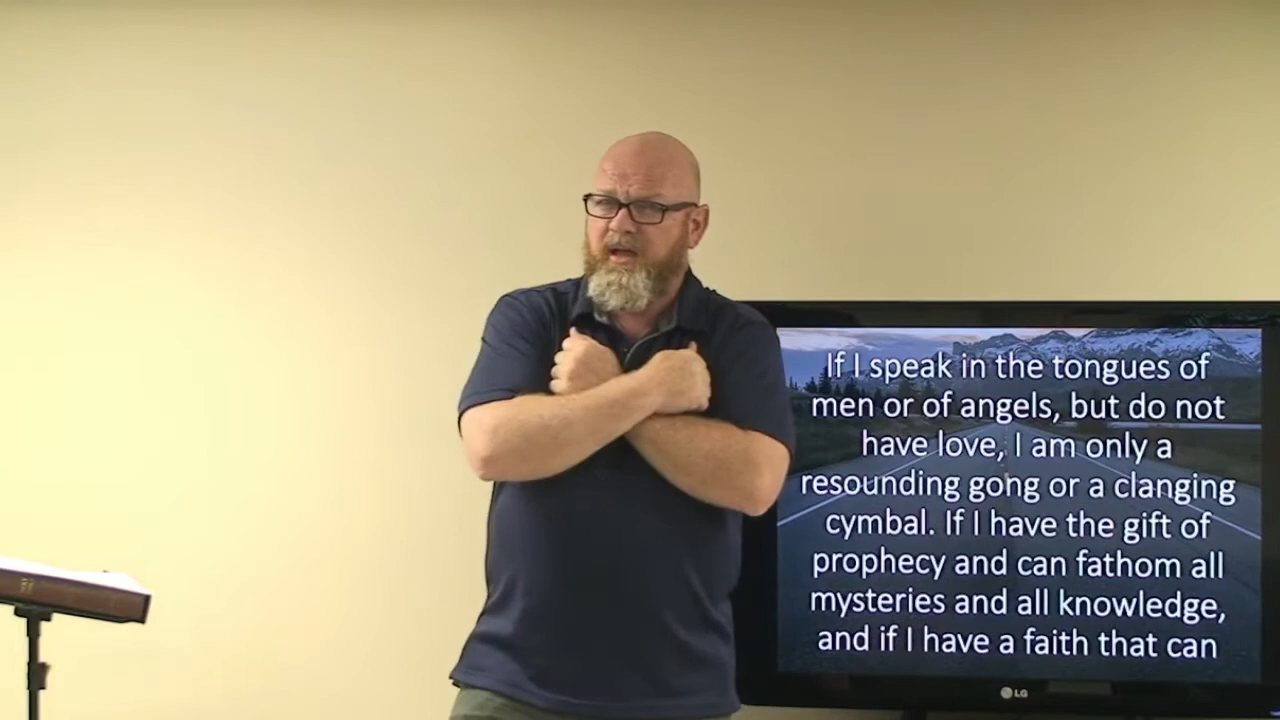 If I speak in the tongues of
men or of angels, but do not
have love, I am only a
resounding gong or a clanging
cymbal. If I have the gift of
prophecy and can fathom all
mysteries and all knowledge,
and if I have a faith that can
LG